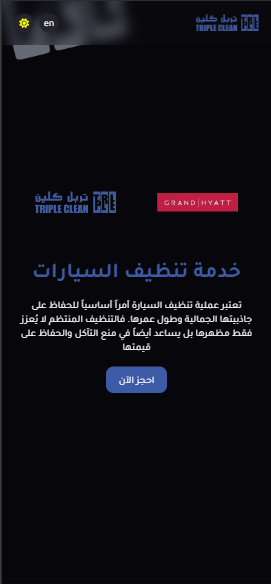 en
تربل كلين
TRIPLE CLEAN
تربل كلين
TRIPLE CLEAN
GRAND HYATT
خدمة تنظيف السيارات
تعتبر عملية تنظيف السيارة أمراً أساسياً للحفاظ على
جاذبيتها الجمالية وطول عمرها. فالتنظيف المنتظم لا يُعزز
فقط مظهرها بل يساعد أيضاً في منع التآكل والحفاظ على
قيمتها
احجز الآن